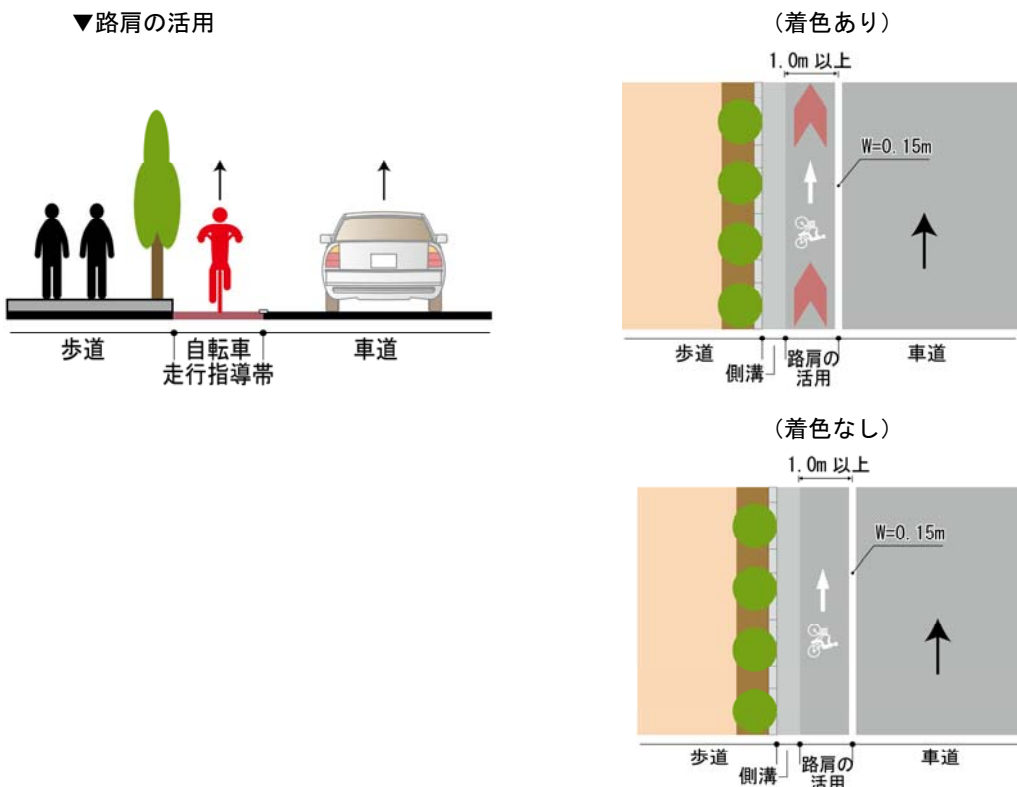 ▼路肩の活用
歩道
自転車
走行指導帯
車道
（着色あり）
1.0m 以上
W=0.15m
歩道
側溝
路肩の
活用
車道
（着色なし）
1.0m 以上
W=0.15m
歩道
側溝
路肩の
活用
車道